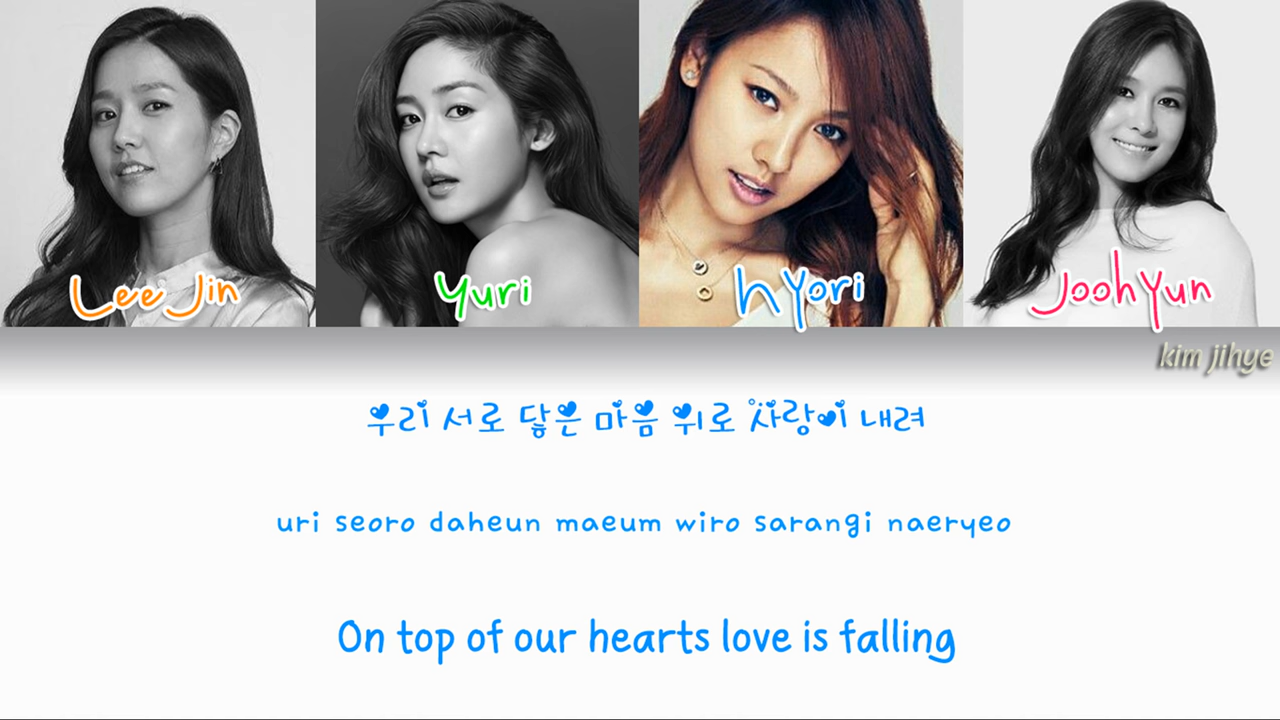 Lee Jin
Yuri
hYori
JoohYun
kim jihye
우리 서로 닿은 마음 위로 사랑이 내려
uri seoro daheun maeum wiro sarangi naeryeo
On top of our hearts love is falling